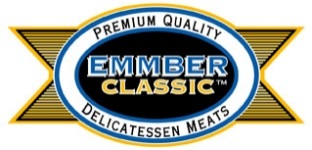 PREMIUM QUALITY
EMMBER
CLASSIC™
DELICATESSEN MEATS